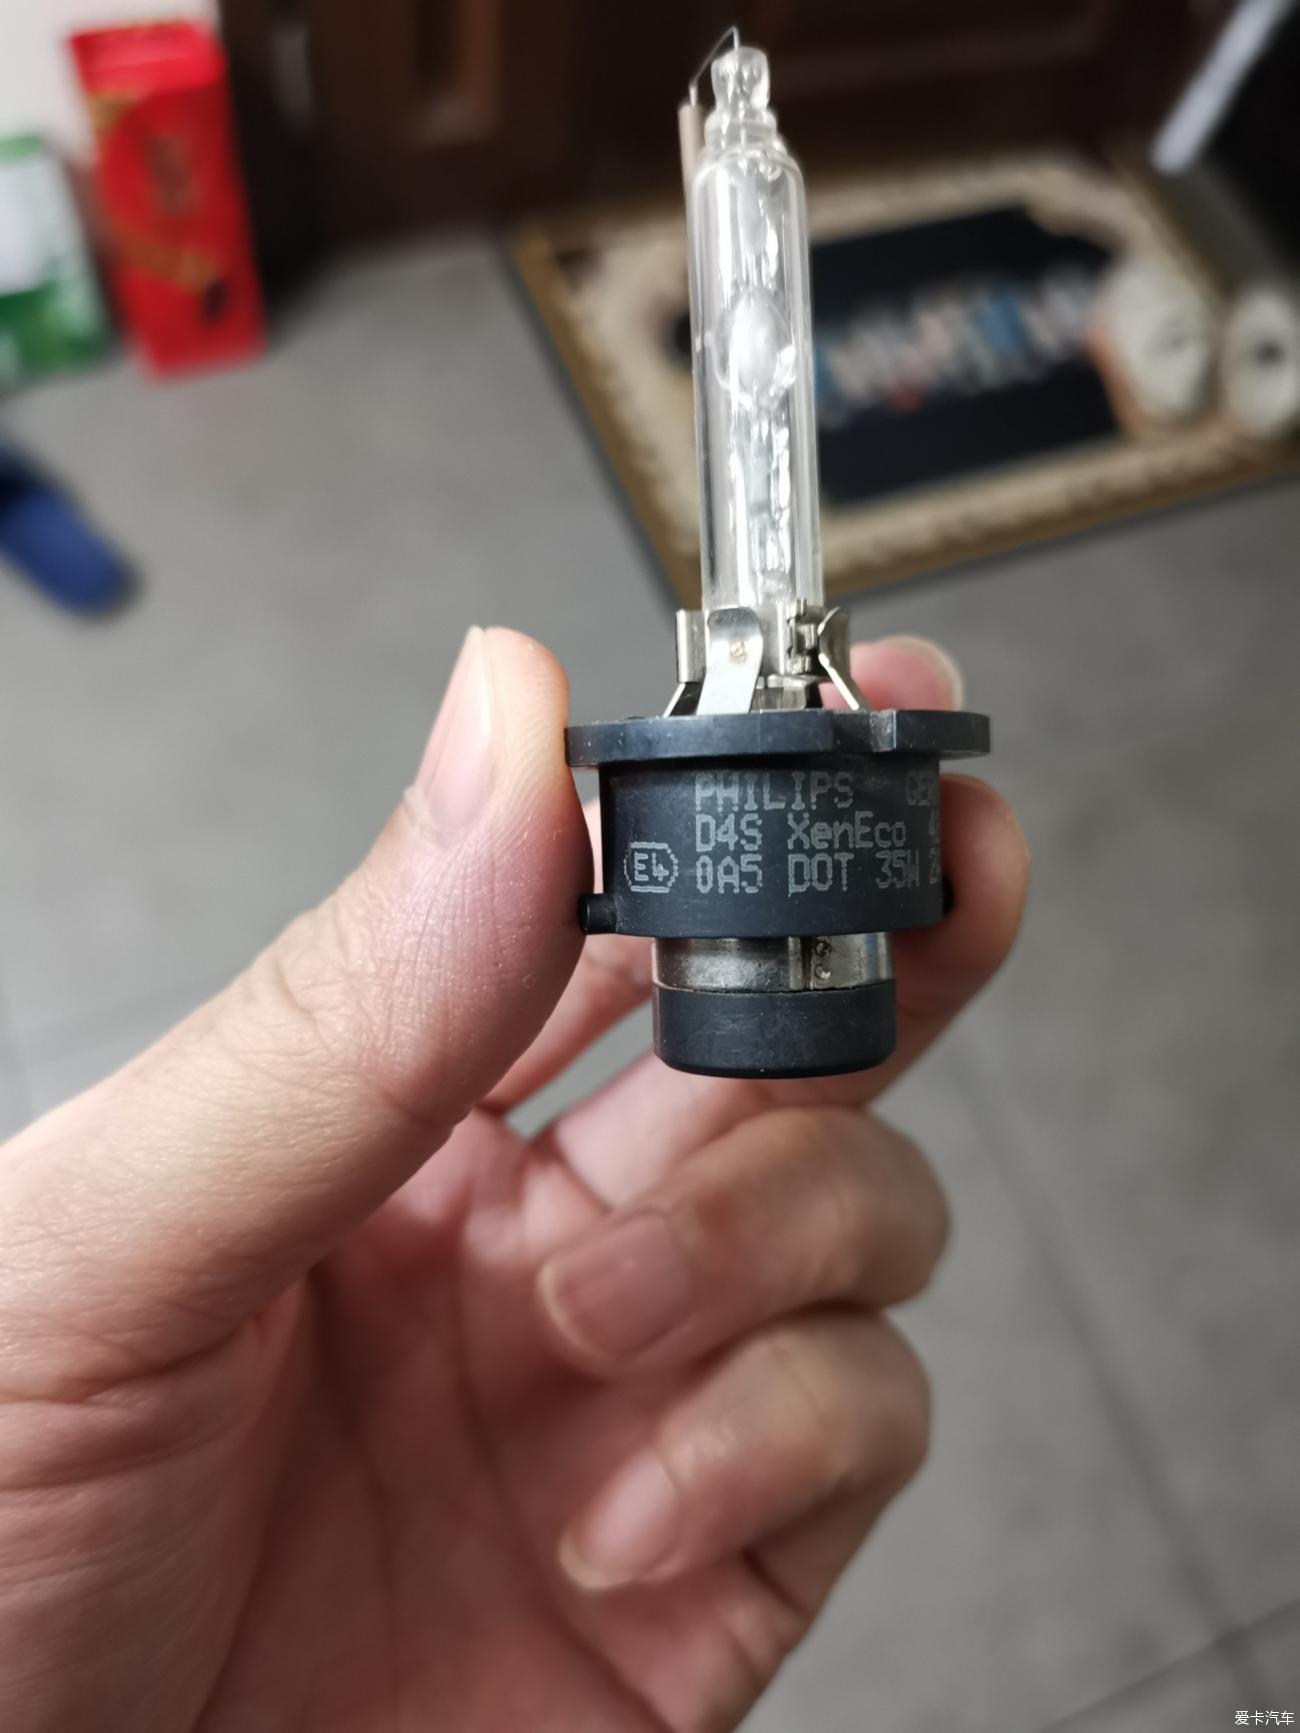 PHILIPS
D4S XenEco
E4 0A5 DOT 35W
爱卡汽车